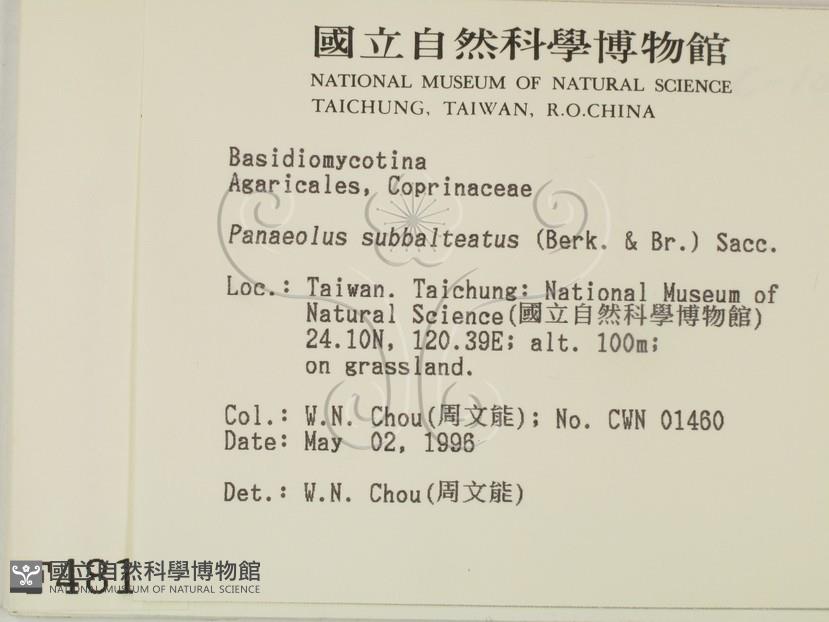 國立自然科學博物館
NATIONAL MUSEUM OF NATURAL SCIENCE
TAICHUNG, TAIWAN, R.O.CHINA
Basidiomycotina
Agaricales, Coprinaceae
Panaeolus subbalteatus (Berk. & Br.) Sacc.
Loc.: Taiwan. Taichung: National Museum of
Natural Science(國立自然科學博物館)
24.10N, 120.39E; alt. 100m;
on grassland.
Col.: W.N. Chou(周文能); No. CWN 01460
Date: May 02, 1996
Det.: W.N. Chou(周文能)
481
國立自然科學博物館
NATIONAL MUSEUM OF NATURAL SCIENCE